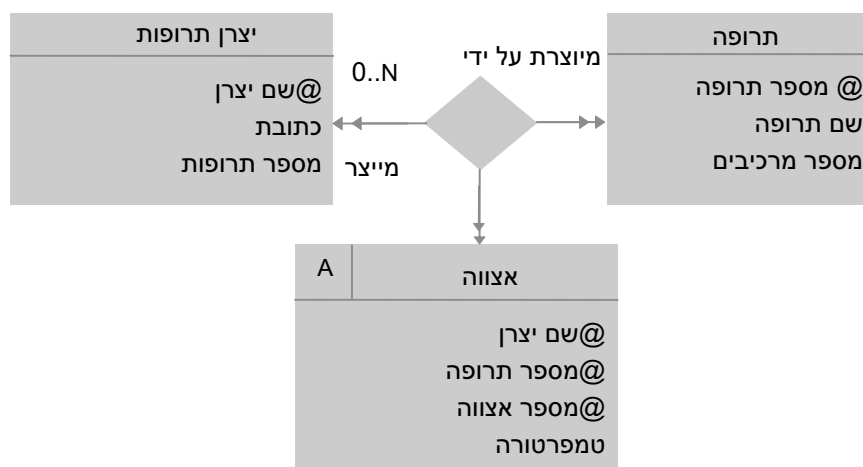 תרופה
@ מספר תרופה
שם תרופה
מספר מרכיבים
מיוצרת על ידי
0..N
מייצר
יצרן תרופות
@שם יצרן
כתובת
מספר תרופות
A
אצווה
@שם יצרן
@מספר תרופה
@מספר אצווה
טמפרטורה